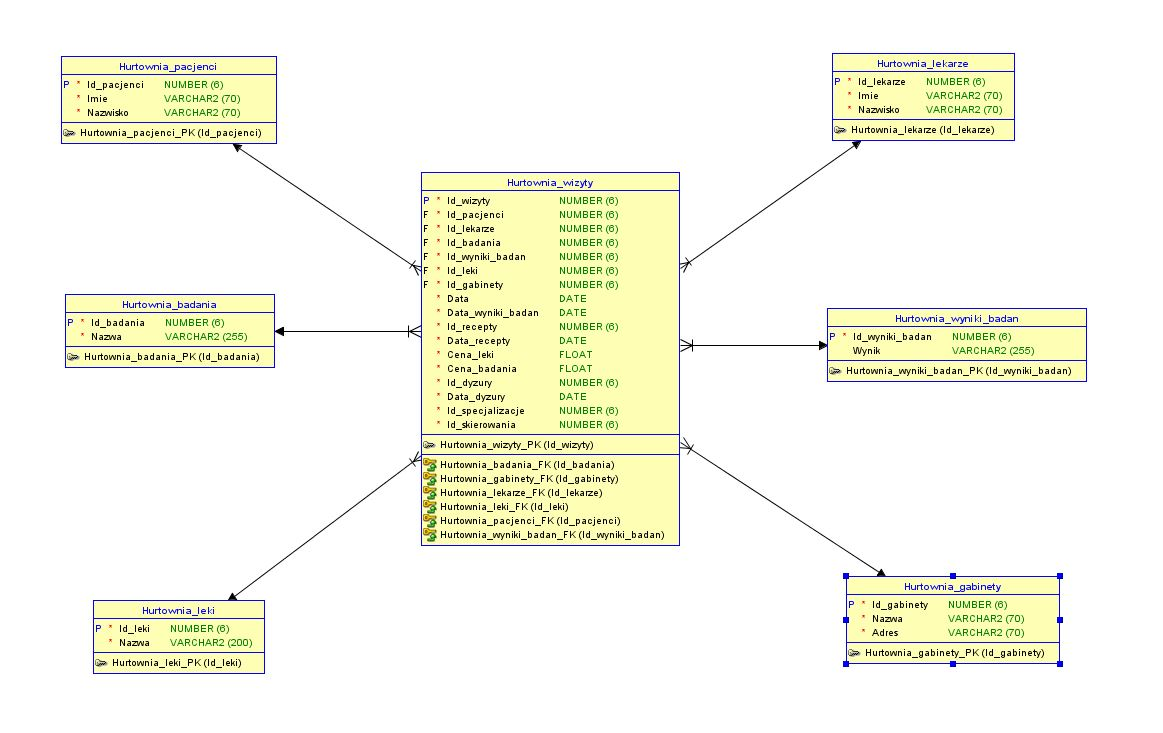 Hurtownia_pacjenci
P * Id_pacjenci NUMBER (6)
* Imie VARCHAR2 (70)
* Nazwisko VARCHAR2 (70)
Hurtownia_pacjenci_PK (Id_pacjenci)
Hurtownia_lekarze
P * Id_lekarze NUMBER (6)
* Imie VARCHAR2 (70)
* Nazwisko VARCHAR2 (70)
Hurtownia_lekarze (Id_lekarze)
Hurtownia_wizyty
P * Id_wizyty NUMBER (6)
F * Id_pacjenci NUMBER (6)
F * Id_lekarze NUMBER (6)
F * Id_badania NUMBER (6)
F * Id_wyniki_badan NUMBER (6)
F * Id_leki NUMBER (6)
F * Id_gabinety NUMBER (6)
* Data DATE
* Data_wyniki_badan DATE
* Id_recepty NUMBER (6)
* Data_recepty DATE
* Cena_leki FLOAT
* Cena_badania FLOAT
* Id_dyzury NUMBER (6)
* Data_dyzury DATE
* Id_specjalizacje NUMBER (6)
* Id_skierowania NUMBER (6)
Hurtownia_wizyty_PK (Id_wizyty)
Hurtownia_badania_FK (Id_badania)
Hurtownia_gabinety_FK (Id_gabinety)
Hurtownia_lekarze_FK (Id_lekarze)
Hurtownia_leki_FK (Id_leki)
Hurtownia_pacjenci_FK (Id_pacjenci)
Hurtownia_wyniki_badan_FK (Id_wyniki_badan)
Hurtownia_badania
P * Id_badania NUMBER (6)
* Nazwa VARCHAR2 (255)
Hurtownia_badania_PK (Id_badania)
Hurtownia_wyniki_badan
P * Id_wyniki_badan NUMBER (6)
Wynik VARCHAR2 (255)
Hurtownia_wyniki_badan_PK (Id_wyniki_badan)
Hurtownia_leki
P * Id_leki NUMBER (6)
* Nazwa VARCHAR2 (200)
Hurtownia_leki_PK (Id_leki)
Hurtownia_gabinety
P * Id_gabinety NUMBER (6)
* Nazwa VARCHAR2 (70)
* Adres VARCHAR2 (70)
Hurtownia_gabinety_PK (Id_gabinety)